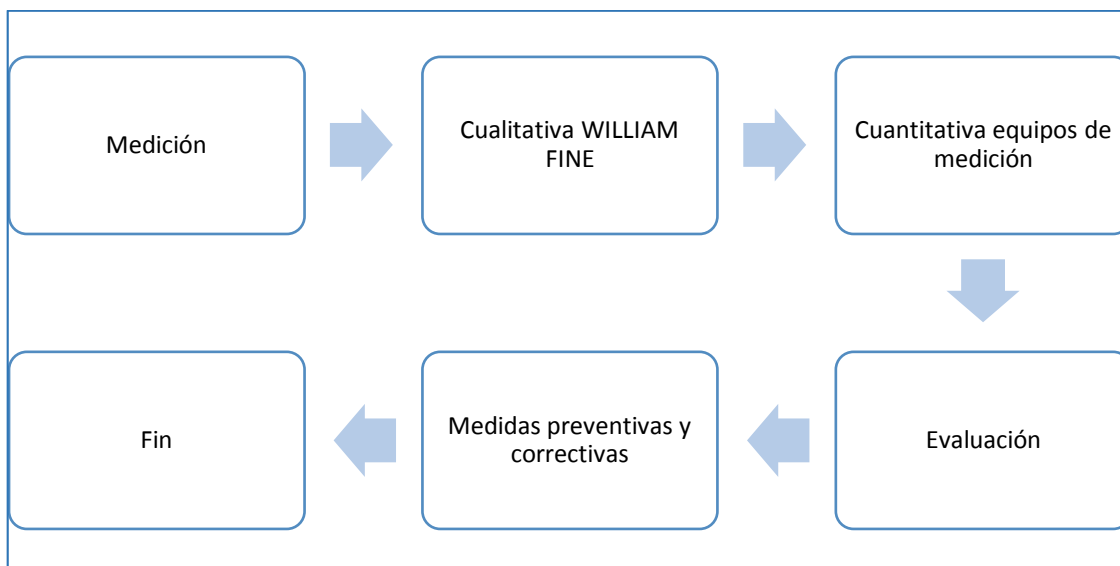 Medición
Cualitativa WILLIAM
FINE
Cuantitativa equipos de
medición
Evaluación
Medidas preventivas y
correctivas
Fin